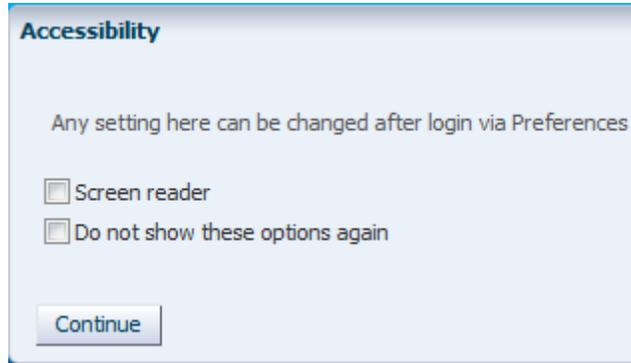 Accessibility
Any setting here can be changed after login via Preferences
Screen reader
Do not show these options again
Continue